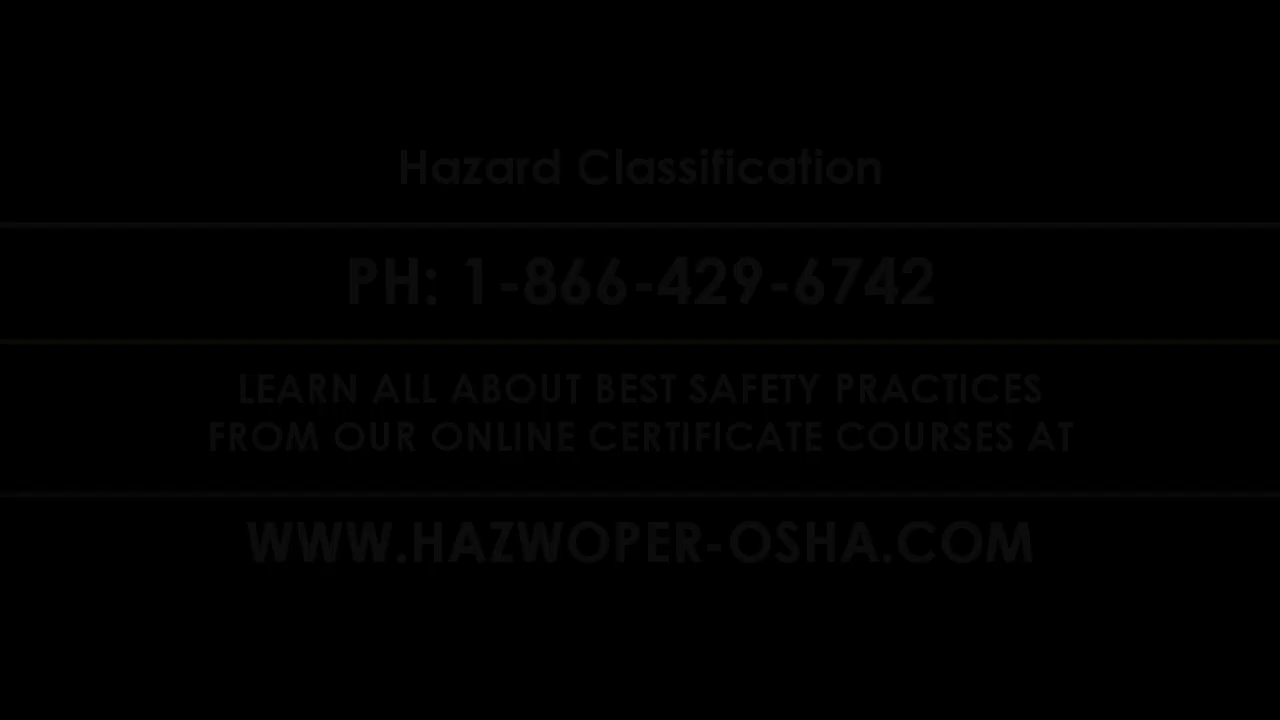 Hazard Classification
PH: 1-866-429-6742
LEARN ALL ABOUT BEST SAFETY PRACTICES
FROM OUR ONLINE CERTIFICATE COURSES AT
WWW.HAZWOPER-OSHA.COM